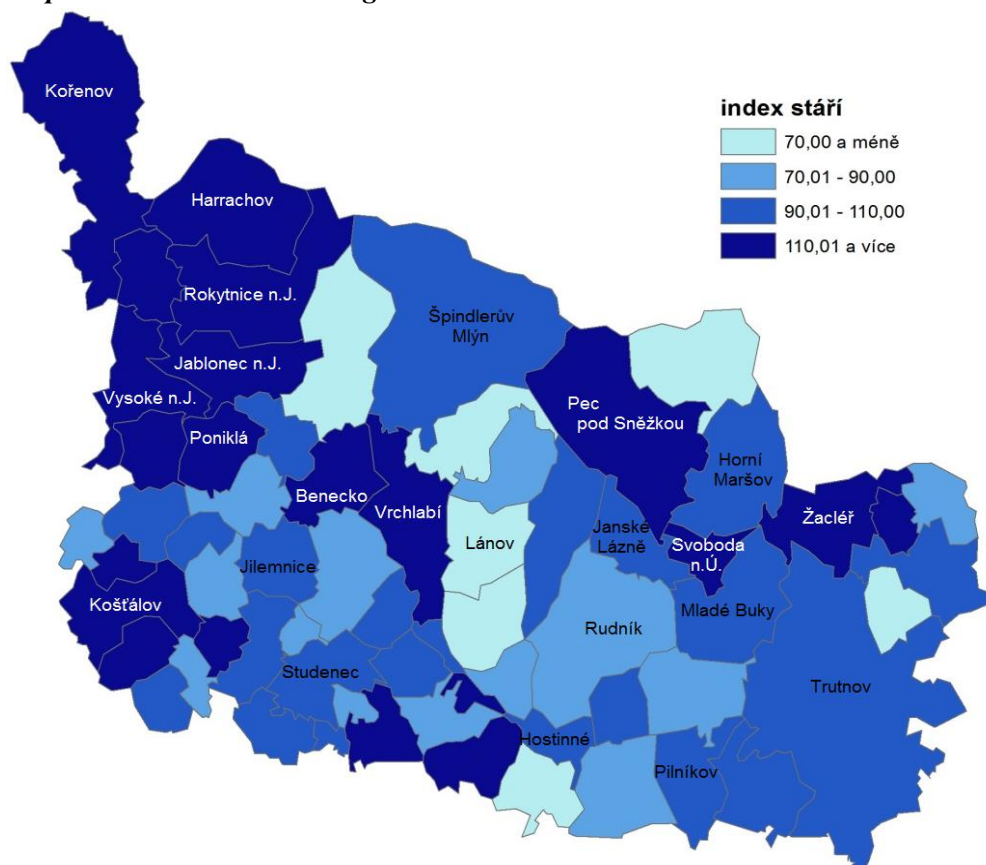 Kořenov
index stáří
70,00 a méně
70,01 - 90,00
90,01 - 110,00
110,01 a více
Harrachov
Rokytnice n.J.
Špindlerův
Mlýn
Jablonec n.J.
Vysoké n.J.
Pec
pod Sněžkou
Poniklá
Horní
Maršov
Benecko
Vrchlabí
Žacléř
Lánov
Janské
Lázně
Svoboda
n.Ú.
Jilemnice
Košťálov
Mladé Buky
Rudník
Studenec
Trutnov
Hostinné
Pilníkov